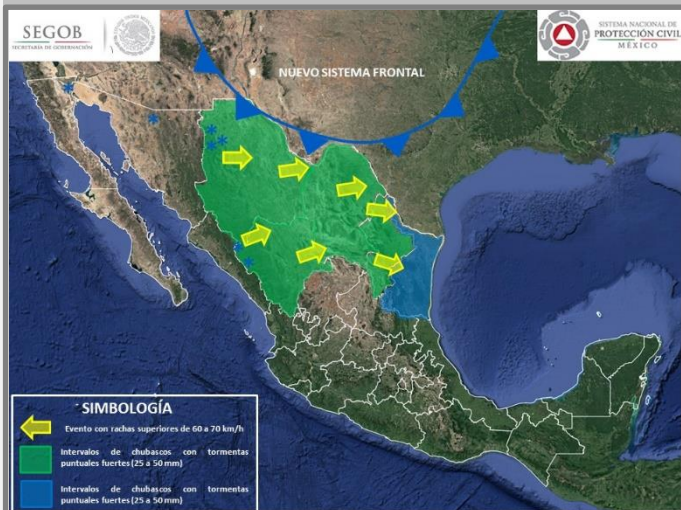 SEGOB
SECRETARÍA DE GOBERNACIÓN
SISTEMA NACIONAL DE
PROTECCIÓN CIVIL
MÉXICO
NUEVO SISTEMA FRONTAL
SIMBOLOGÍA
Evento con rachas superiores de 60 a 70 km/h
Intervalos de chubascos con tormentas
puntuales fuertes (25 a 50 mm)
Intervalos de chubascos con tormentas
puntuales fuertes (25 a 50 mm)